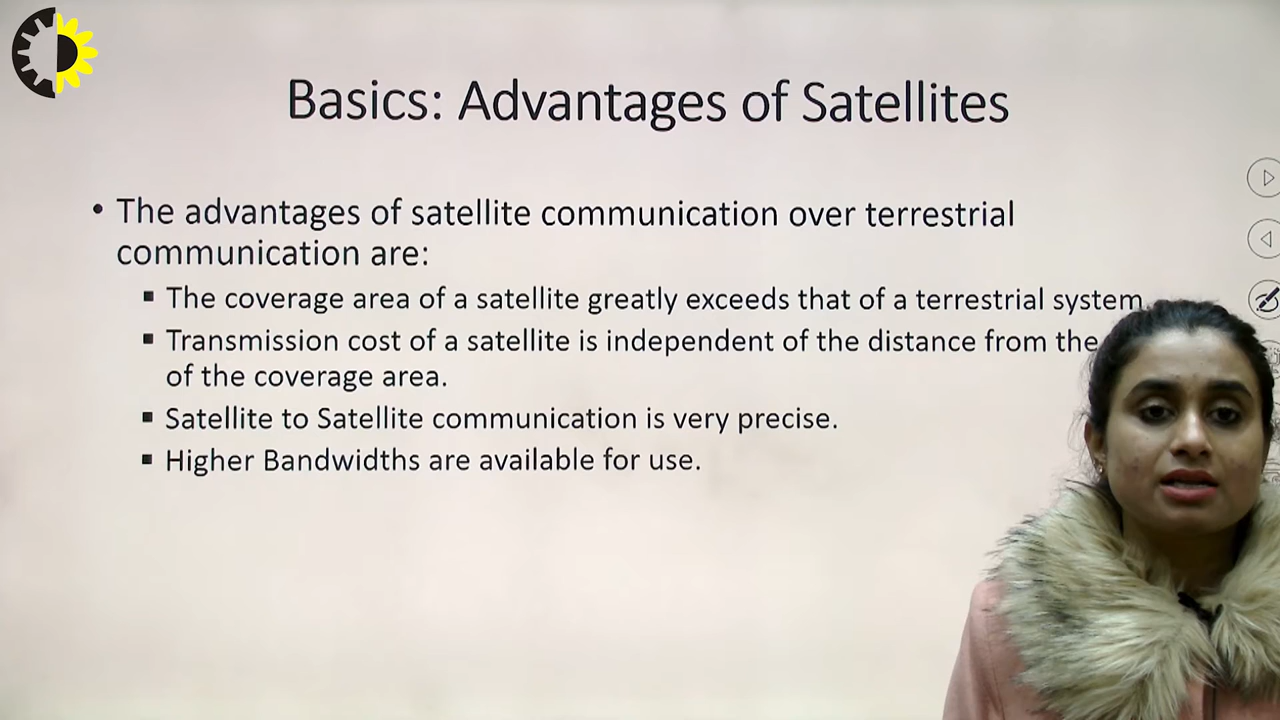 Basics: Advantages of Satellites
• The advantages of satellite communication over terrestrial
communication are:
▪ The coverage area of a satellite greatly exceeds that of a terrestrial system.
▪ Transmission cost of a satellite is independent of the distance from the
of the coverage area.
▪ Satellite to Satellite communication is very precise.
▪ Higher Bandwidths are available for use.